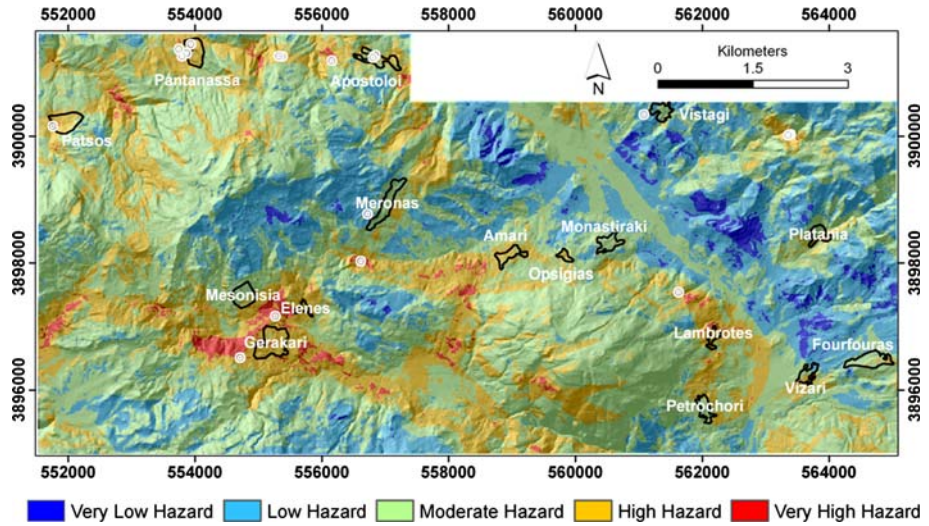 552000 554000 556000 558000 560000 562000 564000
Kilometers
0 1.5 3
N
Pantanassa
Apostoloi
Vistagi
Patsos
3900000 3900000
Meronas
Amari
Monastiraki
Platania
Opsigias
3898000 3898000
Mesonisia
Elenes
Gerakari
Lambrotes
Fourfouras
Vizari
3896000 3896000
Petrochori
552000 554000 556000 558000 560000 562000 564000
Very Low Hazard Low Hazard Moderate Hazard High Hazard Very High Hazard